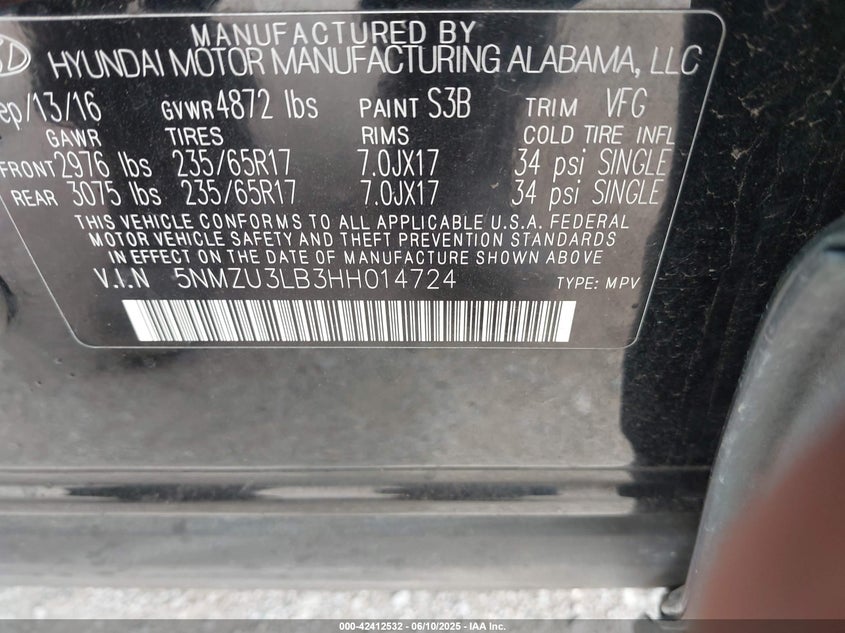 MANUFACTURED BY
HYUNDAI MOTOR MANUFACTURING ALABAMA, LLC
ep/13/16 GVWR 4872 lbs PAINT S3B TRIM VFG
GAWR TIRES RIMS COLD TIRE INFL
FRONT 2976 lbs 235/65R17 7.0JX17 34 psi SINGLE
REAR 3075 lbs 235/65R17 7.0JX17 34 psi SINGLE
THIS VEHICLE CONFORMS TO ALL APPLICABLE U.S.A. FEDERAL
MOTOR VEHICLE SAFETY AND THEFT PREVENTION STANDARDS
IN EFFECT ON THE DATE OF MANUFACTURE SHOWN ABOVE
V.I.N 5NMZU3LB3HH014724 TYPE: MPV
000-42412532 - 06/10/2025 - IAA Inc.